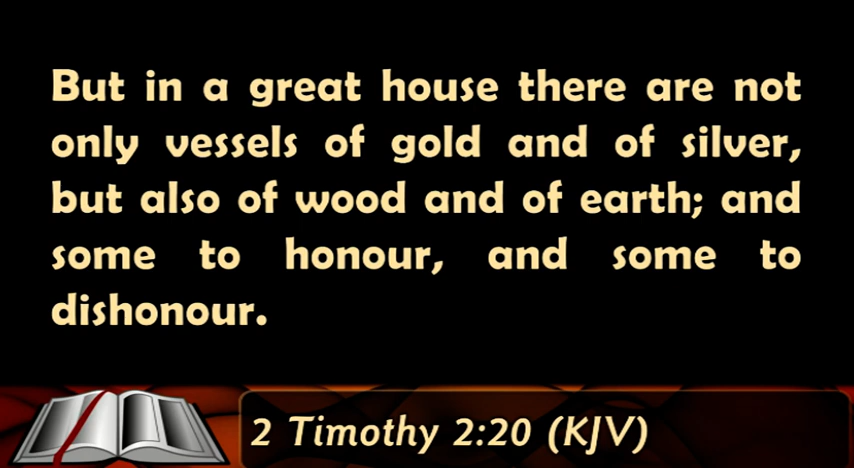 But in a great house there are not
only vessels of gold and of silver,
but also of wood and of earth; and
some to honour, and some to
dishonour.
2 Timothy 2:20 (KJV)